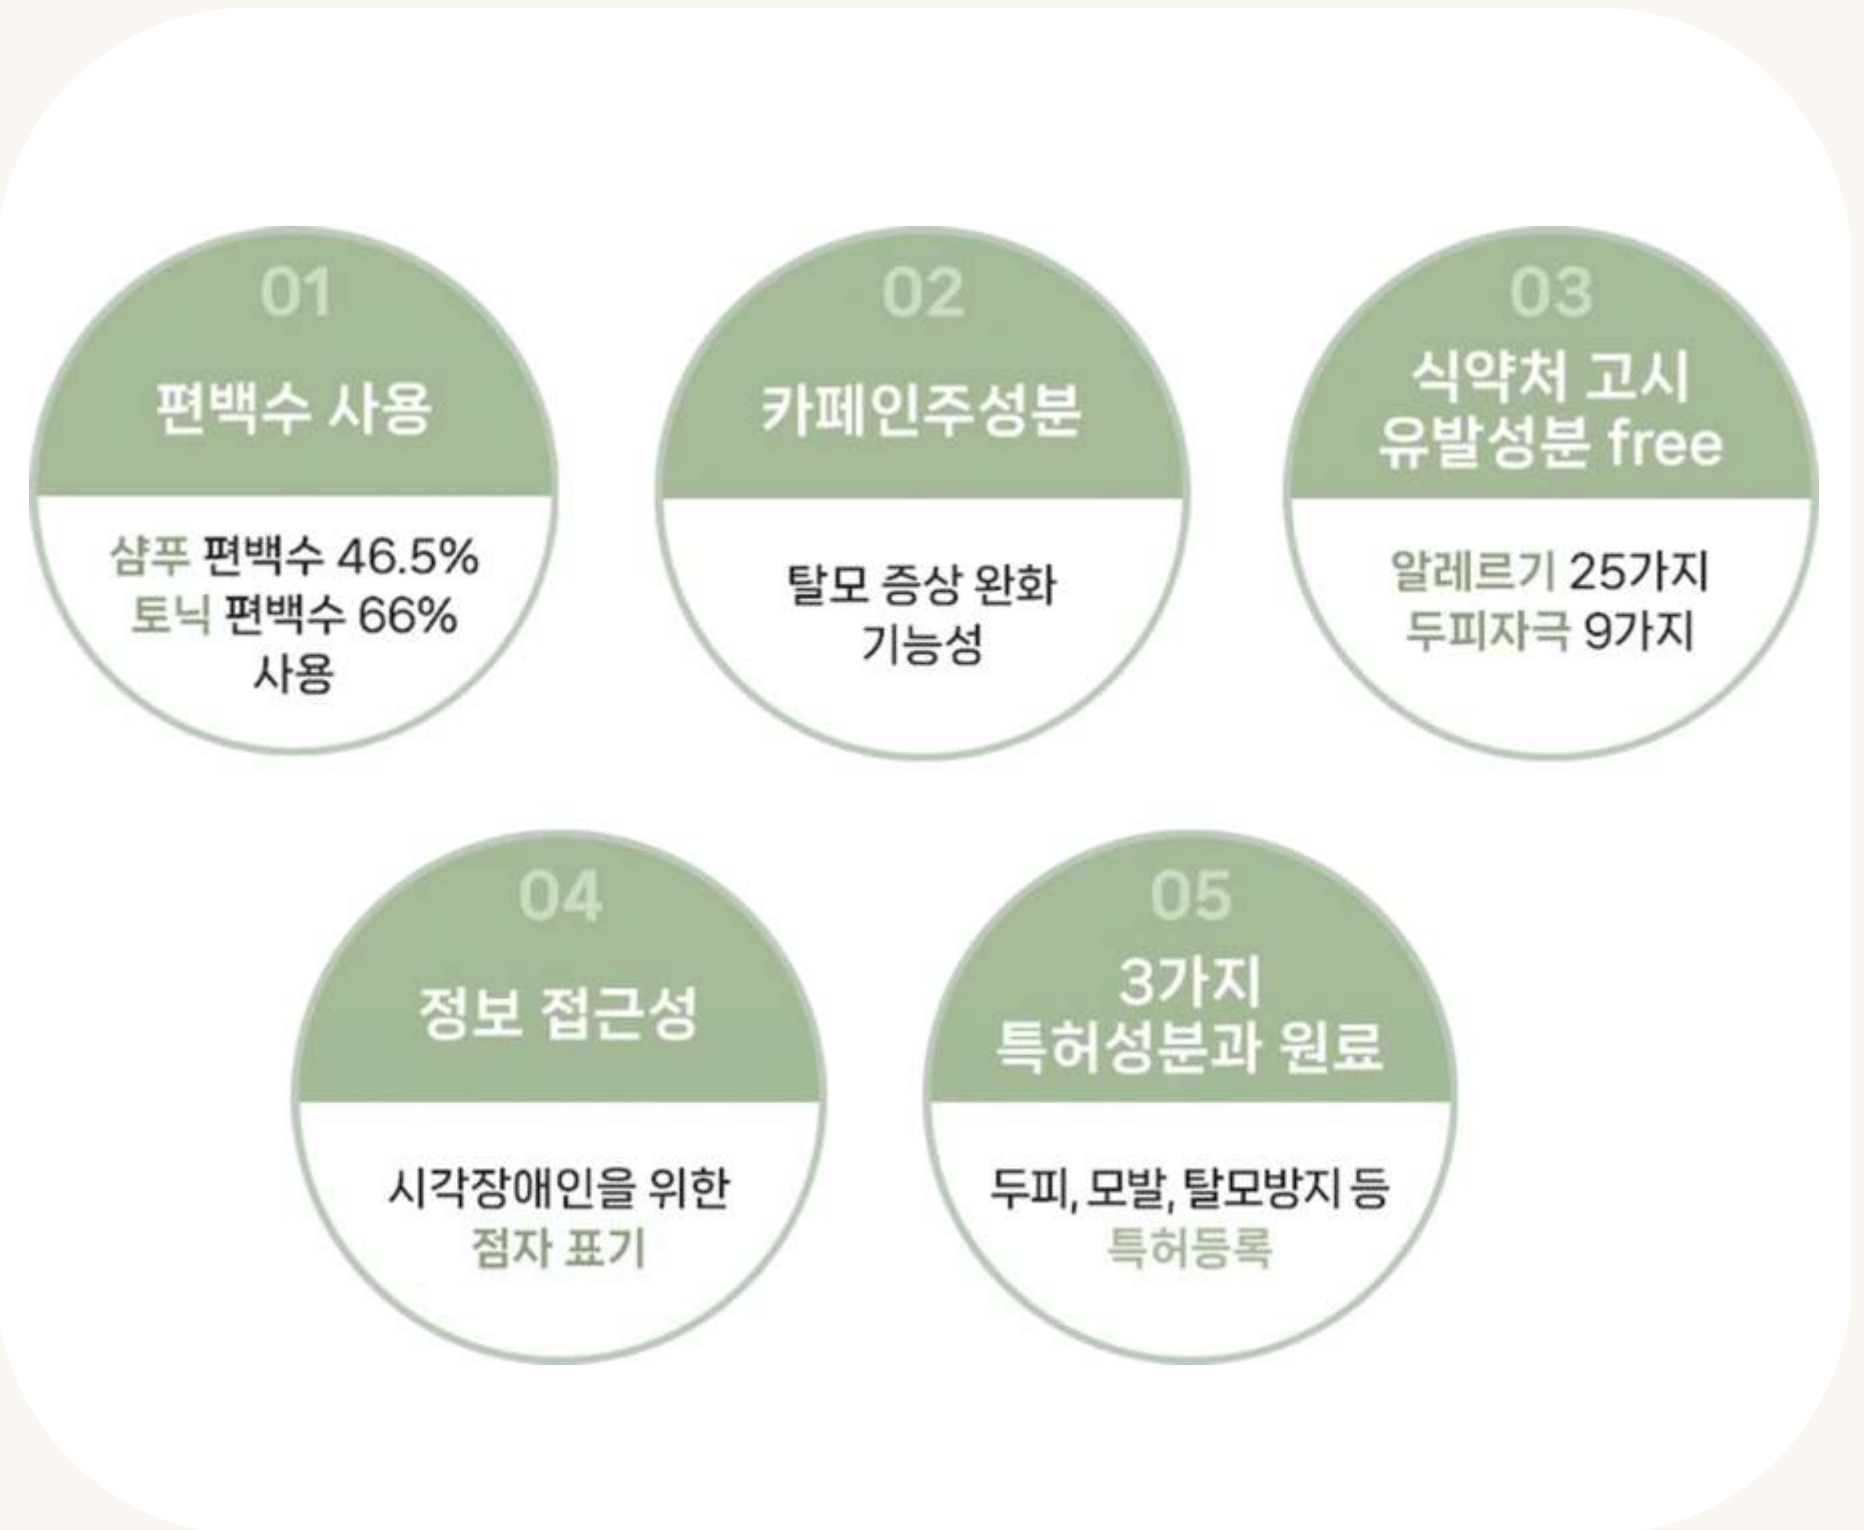 01
편백수 사용
샴푸 편백수 46.5%
토닉 편백수 66%
사용
02
카페인주성분
탈모 증상 완화
기능성
03
식약처 고시
유발성분 free
알레르기 25가지
두피자극 9가지
04
정보 접근성
시각장애인을 위한
점자 표기
05
3가지
특허성분과 원료
두피, 모발, 탈모방지 등
특허등록